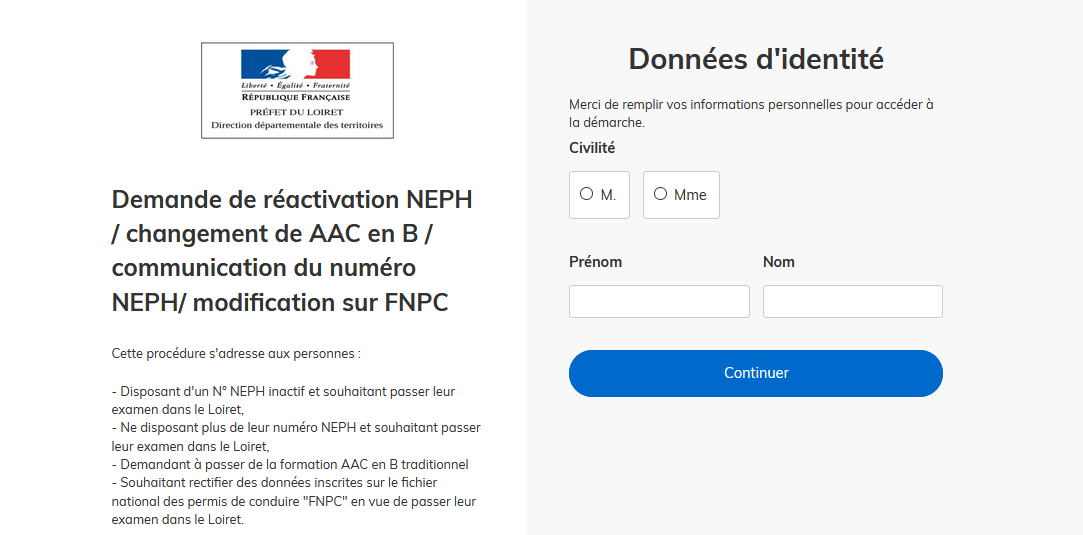 Liberté • Égalité • Fraternité
RÉPUBLIQUE FRANÇAISE
PRÉFET DU LOIRET
Direction départementale des territoires
Demande de réactivation NEPH
/ changement de AAC en B /
communication du numéro
NEPH/ modification sur FNPC
Cette procédure s'adresse aux personnes :
- Disposant d'un N° NEPH inactif et souhaitant passer leur
examen dans le Loiret,
- Ne disposant plus de leur numéro NEPH et souhaitant passer
leur examen dans le Loiret,
- Demandant à passer de la formation AAC en B traditionnel
- Souhaitant rectifier des données inscrites sur le fichier
national des permis de conduire "FNPC" en vue de passer leur
examen dans le Loiret.
Données d'identité
Merci de remplir vos informations personnelles pour accéder à
la démarche.
Civilité
M. Mme
Prénom Nom
Continuer